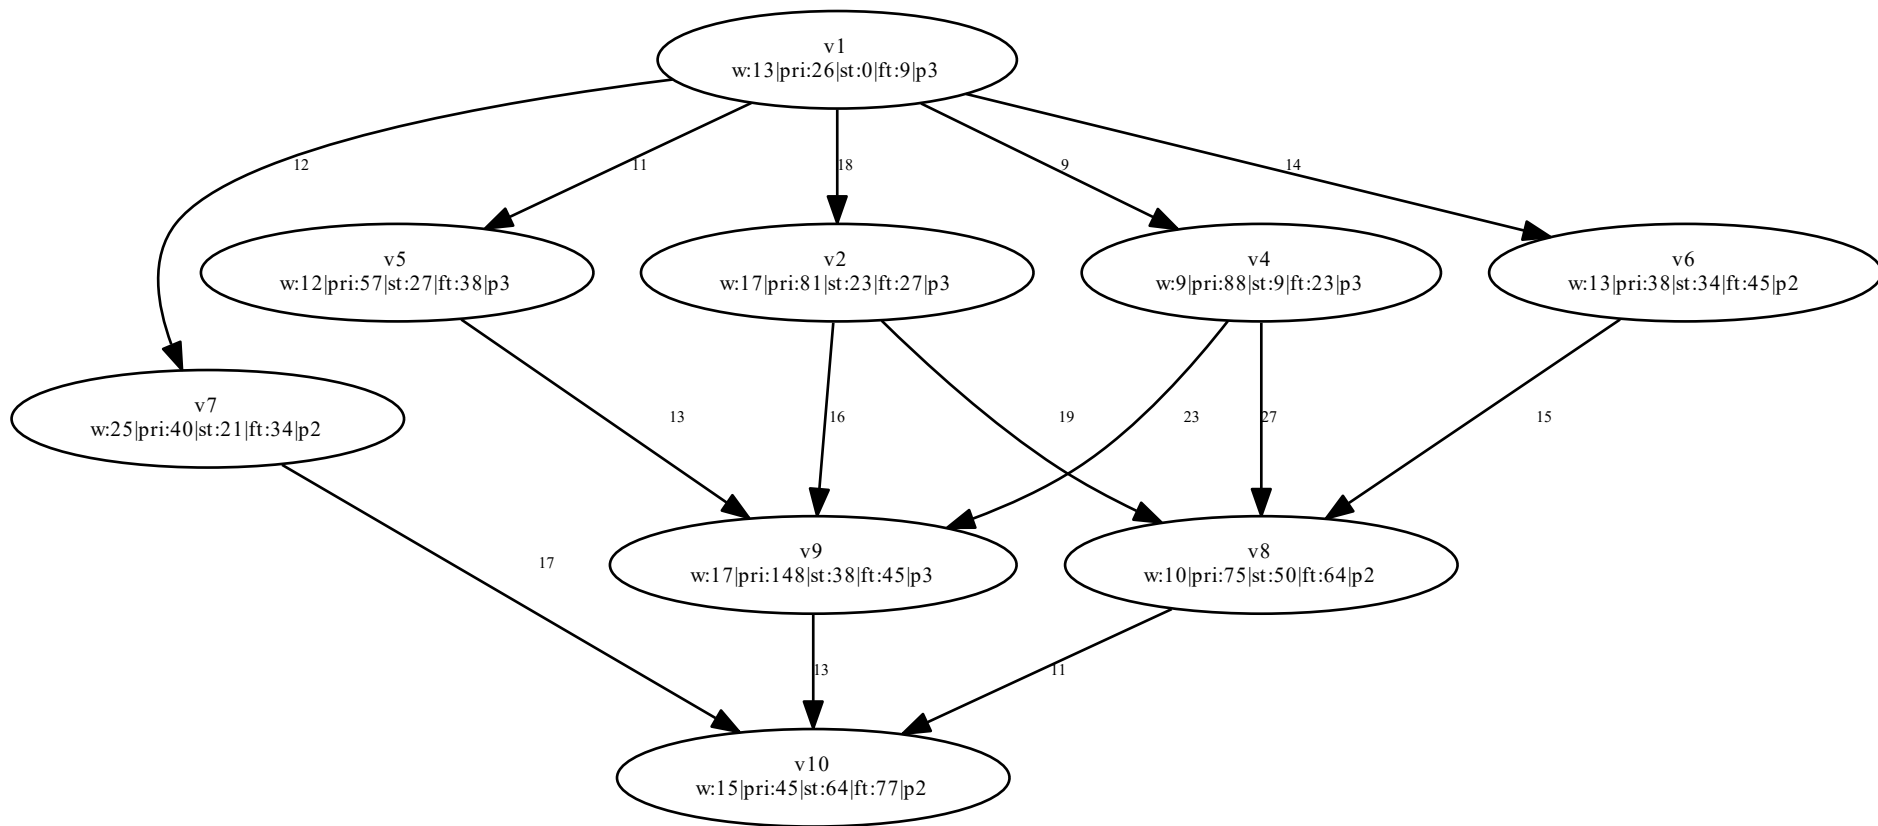 v1
w:13|pri:26|st:0|ft:9|p3
12
11
18
9
14
v5
w:12|pri:57|st:27|ft:38|p3
v2
w:17|pri:81|st:23|ft:27|p3
v4
w:9|pri:88|st:9|ft:23|p3
v6
w:13|pri:38|st:34|ft:45|p2
v7
w:25|pri:40|st:21|ft:34|p2
13
16
19
23
27
15
v9
w:17|pri:148|st:38|ft:45|p3
v8
w:10|pri:75|st:50|ft:64|p2
17
13
11
v10
w:15|pri:45|st:64|ft:77|p2